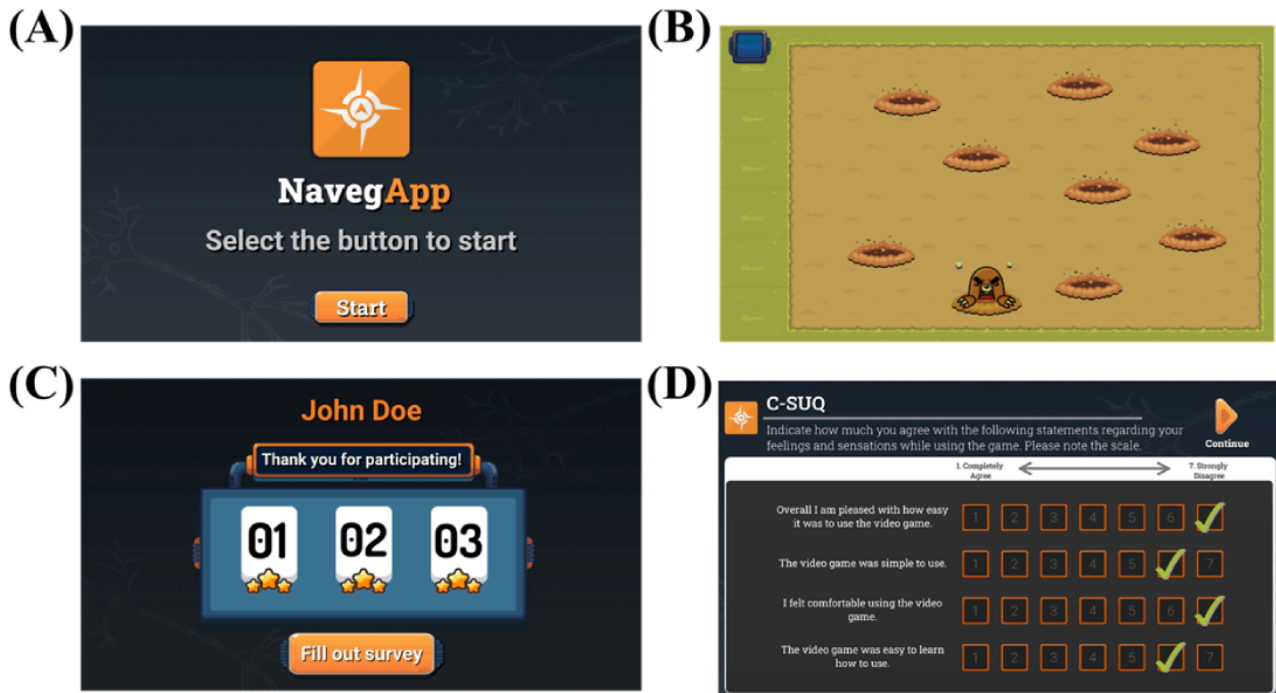 (A)
NavegApp
Select the button to start
Start
(B)
(C)
John Doe
Thank you for participating!
01 02 03
Fill out survey
(D)
C-SUQ
Indicate how much you agree with the following statements regarding your
feelings and sensations while using the game. Please note the scale.
Continue
1. Completely
Agree
7. Strongly
Disagree
Overall I am pleased with how easy
it was to use the video game.
1 2 3 4 5 6
The video game was simple to use.
1 2 3 4 5 7
I felt comfortable using the video
game.
1 2 3 4 5 6
The video game was easy to learn
how to use.
1 2 3 4 5 7